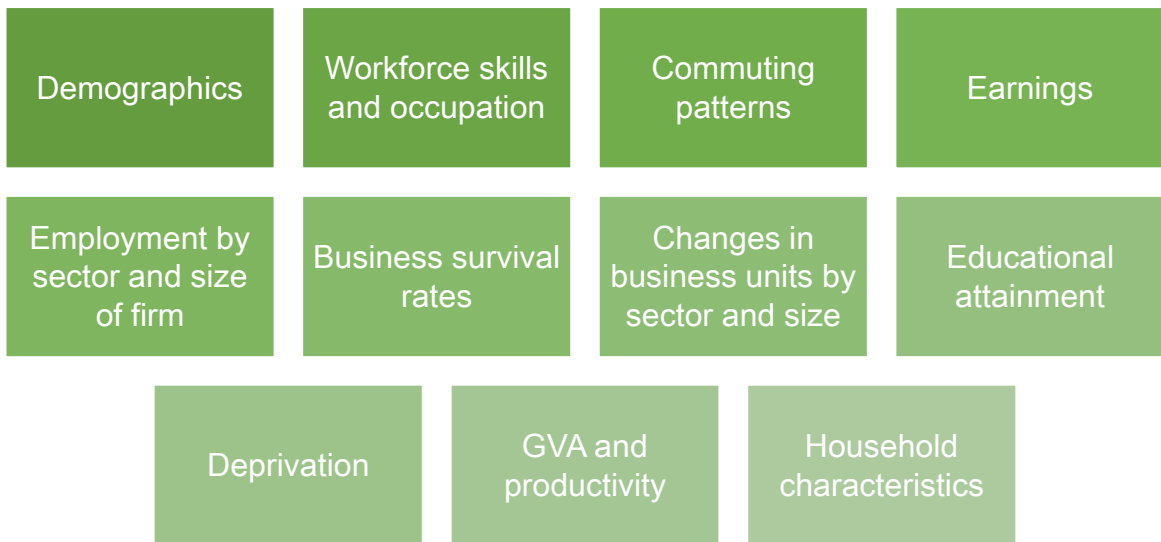 Demographics
Workforce skills
and occupation
Commuting
patterns
Earnings
Employment by
sector and size
of firm
Business survival
rates
Changes in
business units by
sector and size
Educational
attainment
Deprivation
GVA and
productivity
Household
characteristics